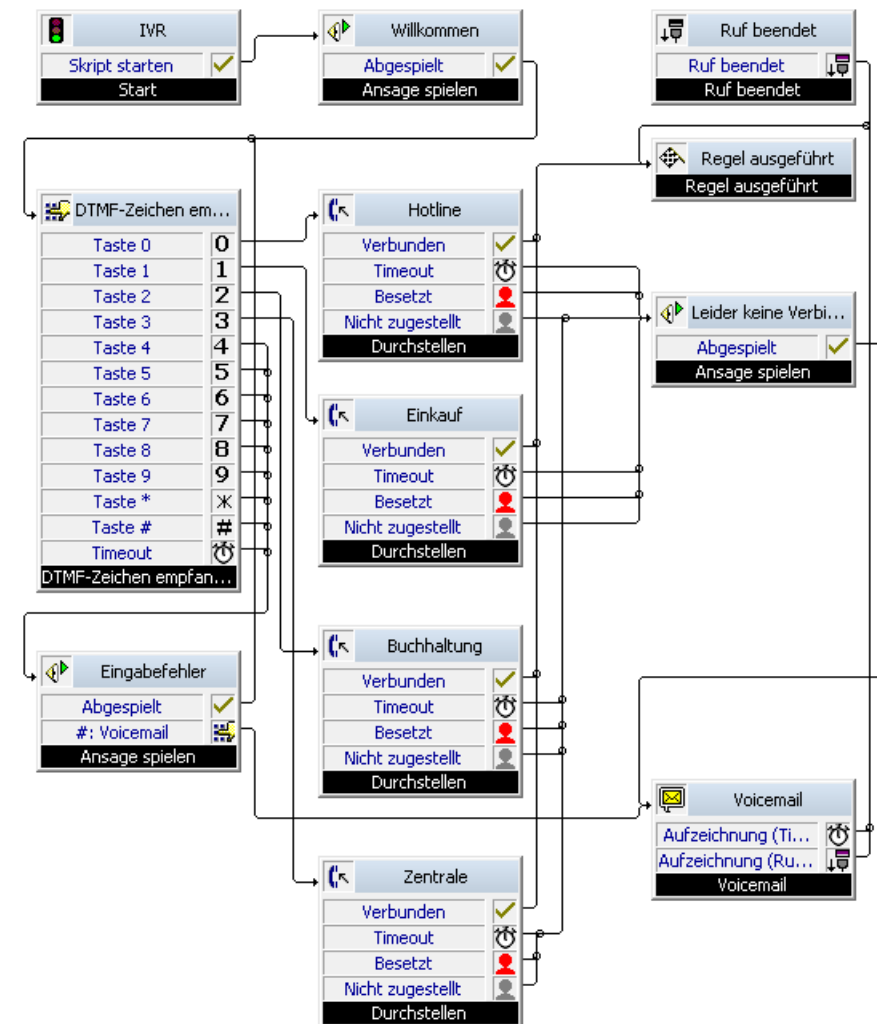 IVR
Skript starten
Start
Willkommen
Abgespielt
Ansage spielen
Ruf beendet
Ruf beendet
Ruf beendet
Regel ausgeführt
Regel ausgeführt
DTMF-Zeichen em...
Taste 0 0
Taste 1 1
Taste 2 2
Taste 3 3
Taste 4 4
Taste 5 5
Taste 6 6
Taste 7 7
Taste 8 8
Taste 9 9
Taste * *
Taste # #
Timeout
DTMF-Zeichen empfan...
Hotline
Verbunden
Timeout
Besetzt
Nicht zugestellt
Durchstellen
Leider keine Verbi...
Abgespielt
Ansage spielen
Einkauf
Verbunden
Timeout
Besetzt
Nicht zugestellt
Durchstellen
Eingabefehler
Abgespielt
#: Voicemail
Ansage spielen
Buchhaltung
Verbunden
Timeout
Besetzt
Nicht zugestellt
Durchstellen
Voicemail
Aufzeichnung (Ti...
Aufzeichnung (Ru...
Voicemail
Zentrale
Verbunden
Timeout
Besetzt
Nicht zugestellt
Durchstellen